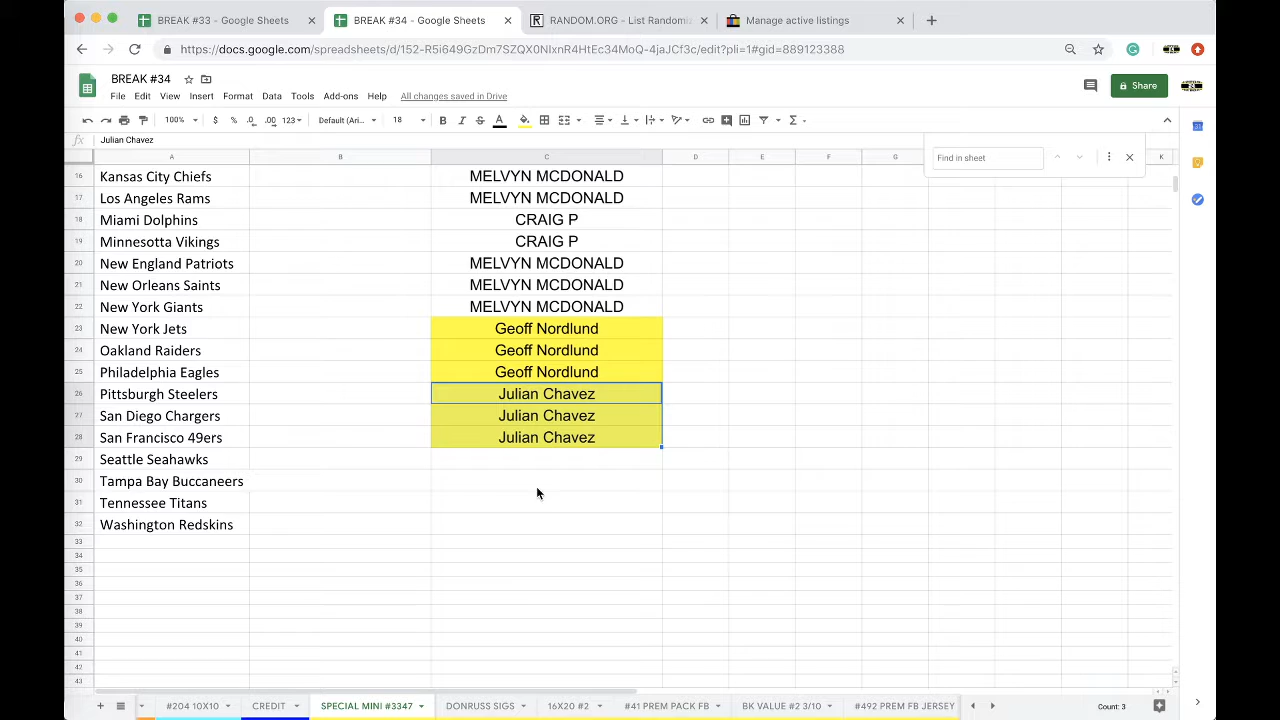 BREAK #33 - Google Sheets BREAK #34 - Google Sheets RANDOM.ORG - List Randomi Manage active listings
https://docs.google.com/spreadsheets/d/152-R5i649GzDm7SZQX0NIxnR4HtEc34MoQ-4jaJCf3c/edit?pli=1#gid=889123388
BREAK #34
File Edit View Insert Format Data Tools Add-ons Help All changes saved in Drive Share
100% $ % .0 .00 123 Default (Ari... 18 B I S A
fx Julian Chavez Find in sheet
A B C D E F G K
16 Kansas City Chiefs MELVYN MCDONALD
17 Los Angeles Rams MELVYN MCDONALD
18 Miami Dolphins CRAIG P
19 Minnesotta Vikings CRAIG P
20 New England Patriots MELVYN MCDONALD
21 New Orleans Saints MELVYN MCDONALD
22 New York Giants MELVYN MCDONALD
23 New York Jets Geoff Nordlund
24 Oakland Raiders Geoff Nordlund
25 Philadelphia Eagles Geoff Nordlund
26 Pittsburgh Steelers Julian Chavez
27 San Diego Chargers Julian Chavez
28 San Francisco 49ers Julian Chavez
29 Seattle Seahawks
30 Tampa Bay Buccaneers
31 Tennessee Titans
32 Washington Redskins
33
34
35
36
37
38
39
40
41
42
43
#204 10X10 CREDIT SPECIAL MINI #3347 DONRUSS SIGS 16X20 #2 #41 PREM PACK FB BK VALUE #2 3/10 #492 PREM FB JERSEY Count: 3